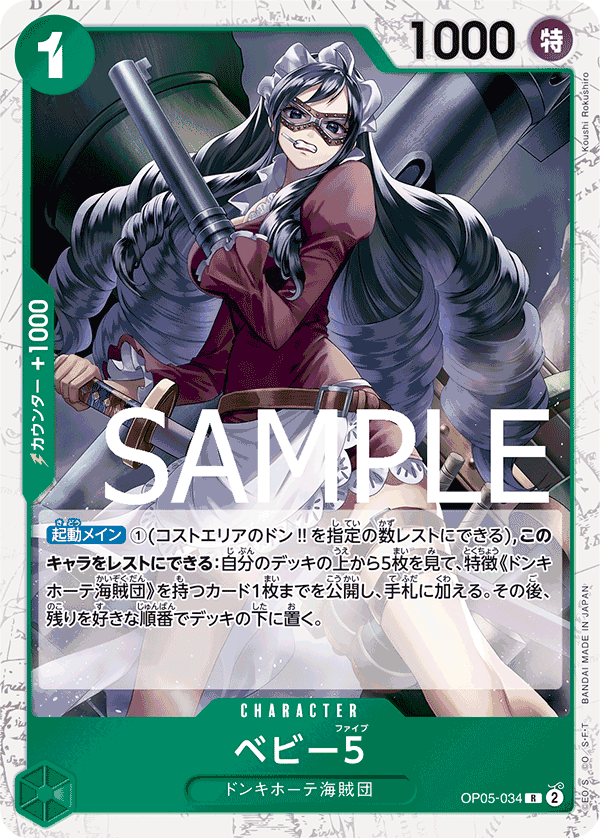 1
1000
特
Koushi Rokushiro
カウンター +1000
SAMPLE
起動メイン ①(コストエリアのドン!!を指定の数レストにできる),この
キャラをレストにできる:自分のデッキの上から5枚を見て、特徴《ドンキ
ホーテ海賊団》を持つカード1枚までを公開し、手札に加える。その後、
残りを好きな順番でデッキの下に置く。
CHARACTER
ベビー5
ファイブ
ドンキホーテ海賊団
OP05-034 R 2
©E.O./S.,F.,T. BANDAI MADE IN JAPAN